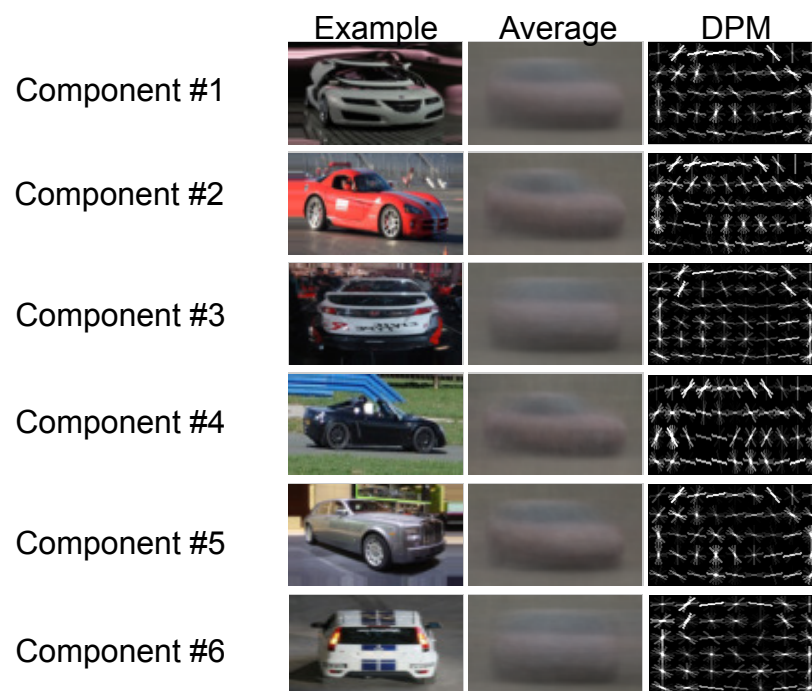 Example Average DPM
Component #1
Component #2
Component #3
Component #4
Component #5
Component #6